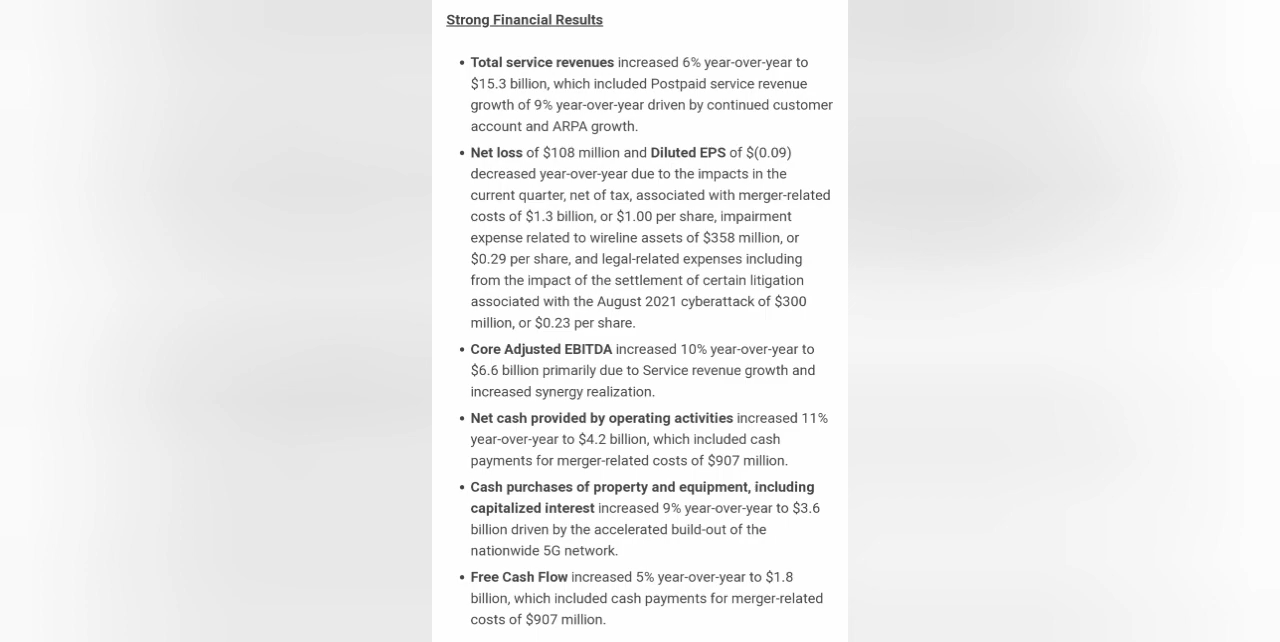 Strong Financial Results
• Total service revenues increased 6% year-over-year to
$15.3 billion, which included Postpaid service revenue
growth of 9% year-over-year driven by continued customer
account and ARPA growth.
• Net loss of $108 million and Diluted EPS of $(0.09)
decreased year-over-year due to the impacts in the
current quarter, net of tax, associated with merger-related
costs of $1.3 billion, or $1.00 per share, impairment
expense related to wireline assets of $358 million, or
$0.29 per share, and legal-related expenses including
from the impact of the settlement of certain litigation
associated with the August 2021 cyberattack of $300
million, or $0.23 per share.
• Core Adjusted EBITDA increased 10% year-over-year to
$6.6 billion primarily due to Service revenue growth and
increased synergy realization.
• Net cash provided by operating activities increased 11%
year-over-year to $4.2 billion, which included cash
payments for merger-related costs of $907 million.
• Cash purchases of property and equipment, including
capitalized interest increased 9% year-over-year to $3.6
billion driven by the accelerated build-out of the
nationwide 5G network.
• Free Cash Flow increased 5% year-over-year to $1.8
billion, which included cash payments for merger-related
costs of $907 million.